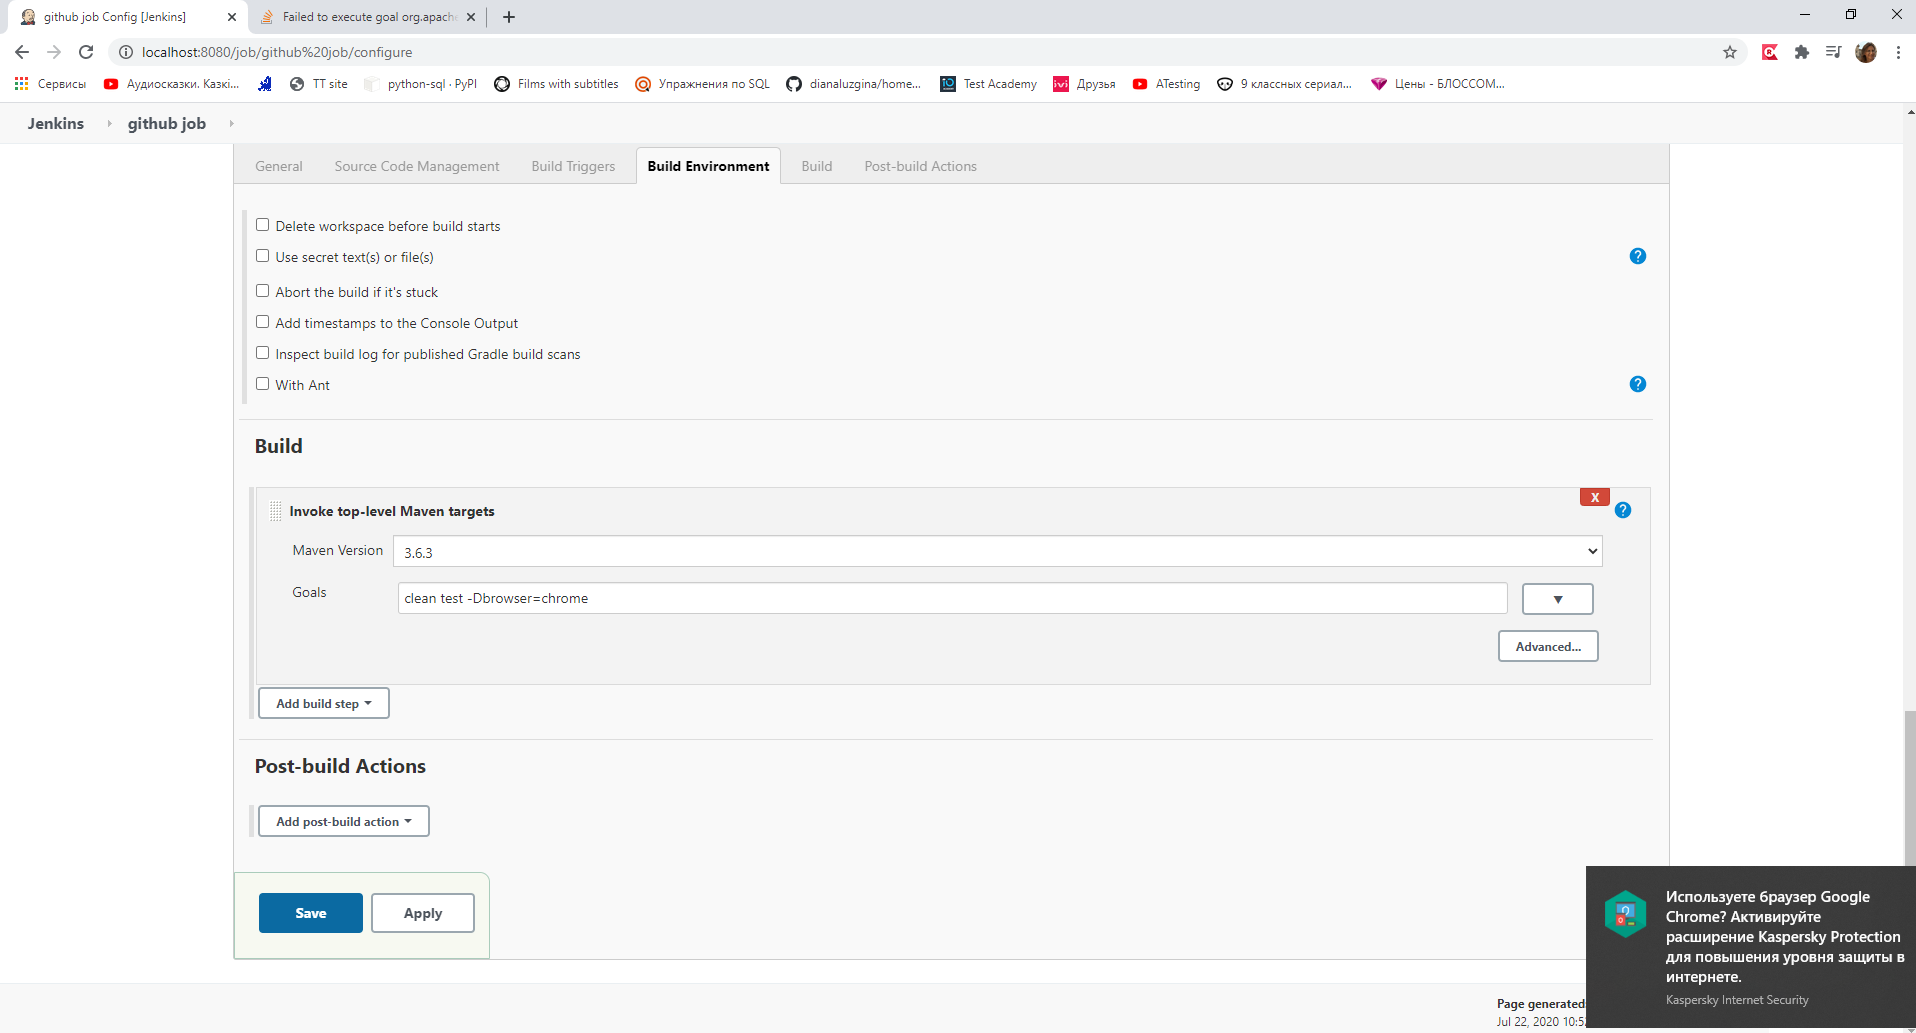 github job Config [Jenkins]
Failed to execute goal org.apache
localhost:8080/job/github%20job/configure
Сервисы
Аудиосказки. Казкі...
TT site
python-sql · PyPI
Films with subtitles
Упражнения по SQL
dianaluzgina/home...
Test Academy
ivi
Друзья
ATesting
9 классных сериал...
Цены - БЛОССОМ...
Jenkins
github job
General
Source Code Management
Build Triggers
Build Environment
Build
Post-build Actions
Delete workspace before build starts
Use secret text(s) or file(s)
?
Abort the build if it's stuck
Add timestamps to the Console Output
Inspect build log for published Gradle build scans
With Ant
?
Build
X
Invoke top-level Maven targets
?
Maven Version
3.6.3
Goals
clean test -Dbrowser=chrome
Advanced...
Add build step
Post-build Actions
Add post-build action
Save
Apply
Используете браузер Google
Chrome? Активируйте
расширение Kaspersky Protection
для повышения уровня защиты в
интернете.
Kaspersky Internet Security
Page generated:
Jul 22, 2020 10:5